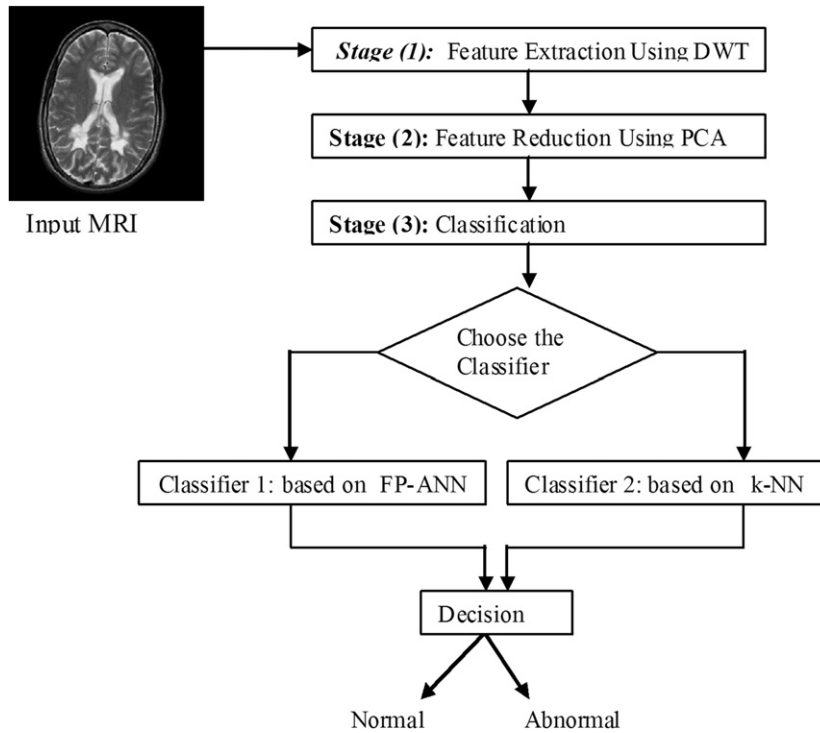 Stage (1): Feature Extraction Using DWT
Stage (2): Feature Reduction Using PCA
Input MRI
Stage (3): Classification
Choose the
Classifier
Classifier 1: based on FP-ANN
Classifier 2: based on k-NN
Decision
Normal
Abnormal